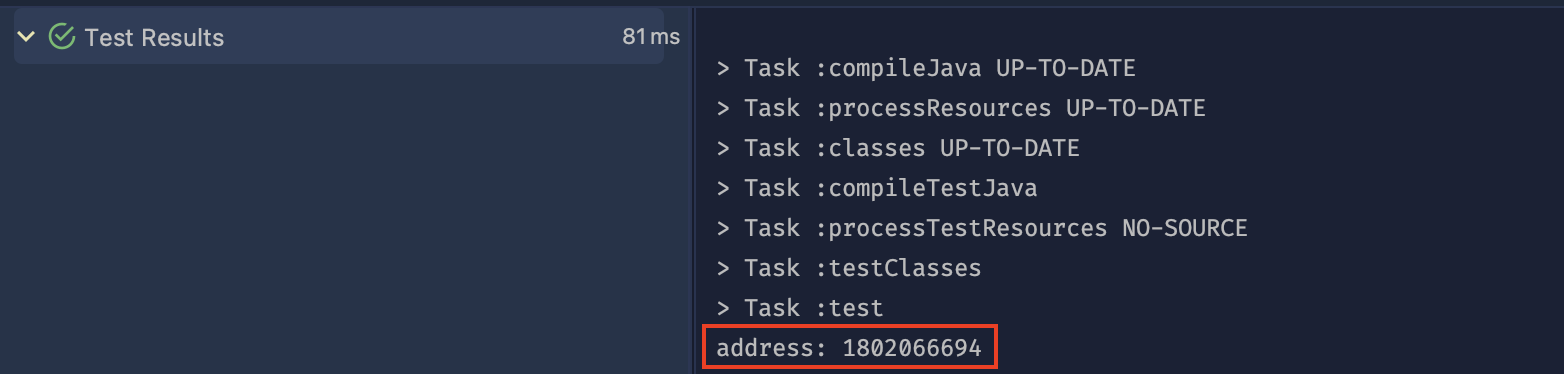 Test Results 81 ms
> Task :compileJava UP-TO-DATE
> Task :processResources UP-TO-DATE
> Task :classes UP-TO-DATE
> Task :compileTestJava
> Task :processTestResources NO-SOURCE
> Task :testClasses
> Task :test
address: 1802066694